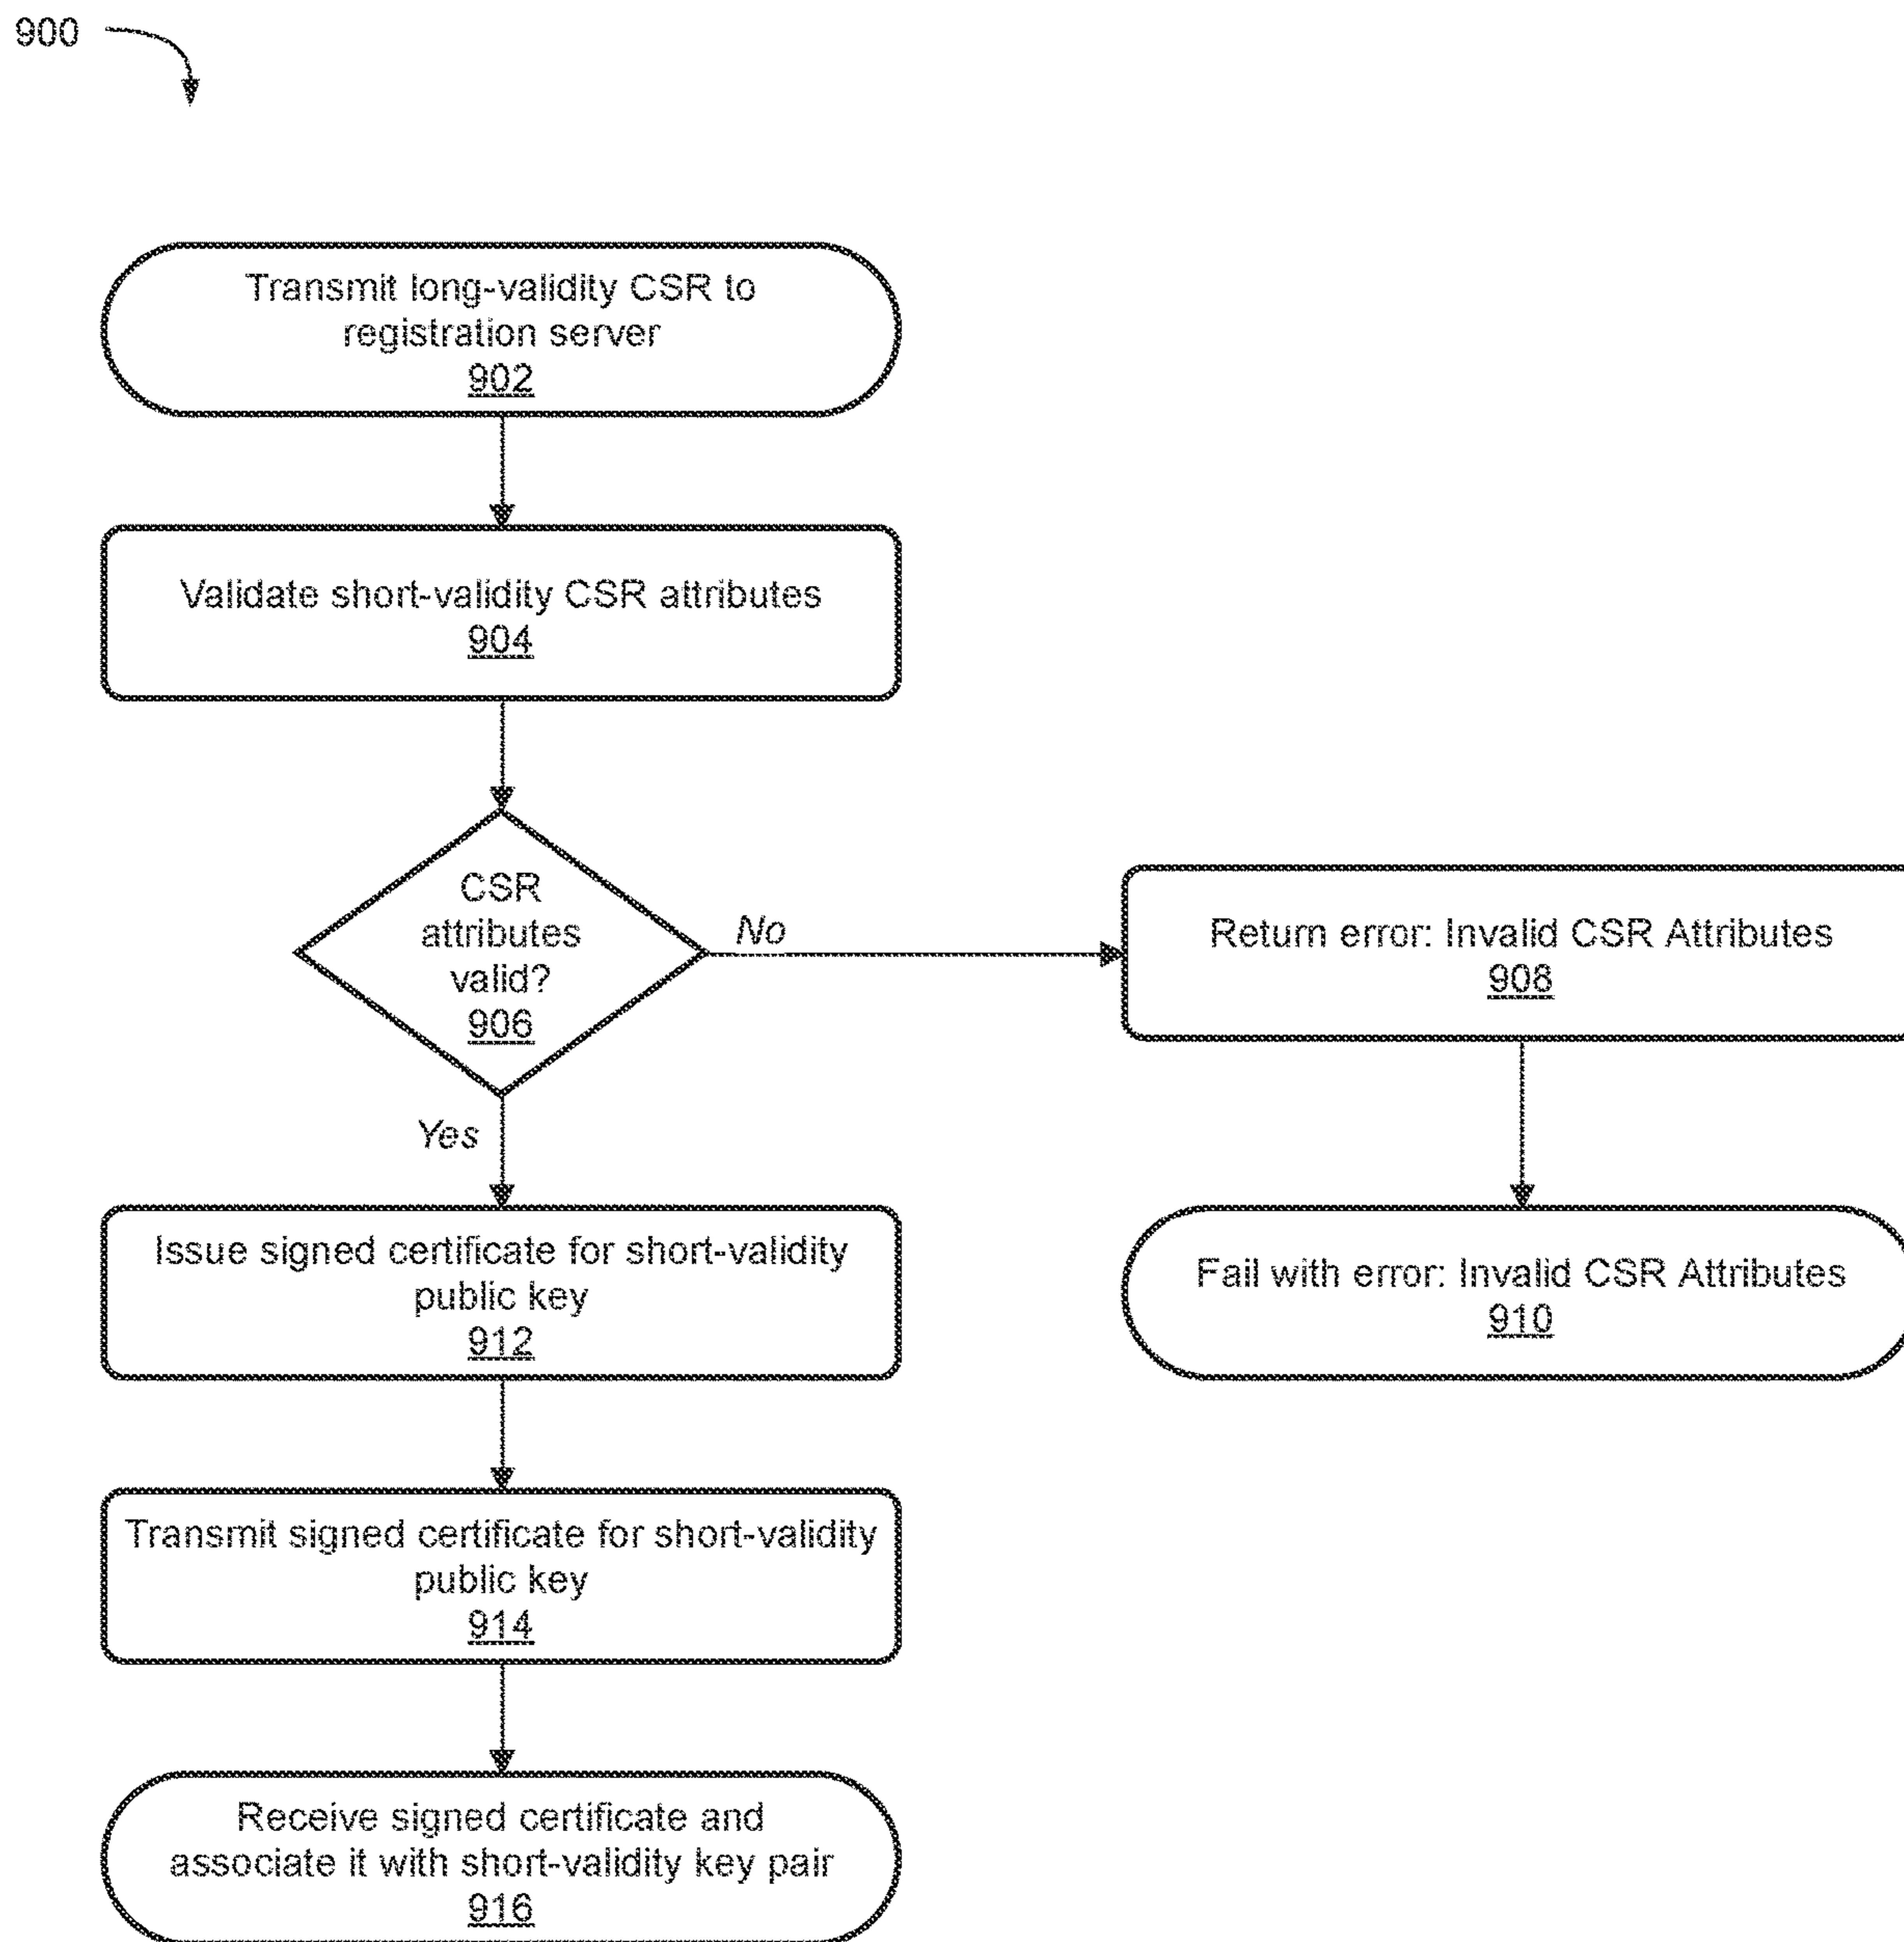 900
Transmit long-validity CSR to
registration server
902
Validate short-validity CSR attributes
904
CSR
attributes
valid?
906
No
Return error: Invalid CSR Attributes
908
Yes
Fail with error: Invalid CSR Attributes
910
Issue signed certificate for short-validity
public key
912
Transmit signed certificate for short-validity
public key
914
Receive signed certificate and
associate it with short-validity key pair
916